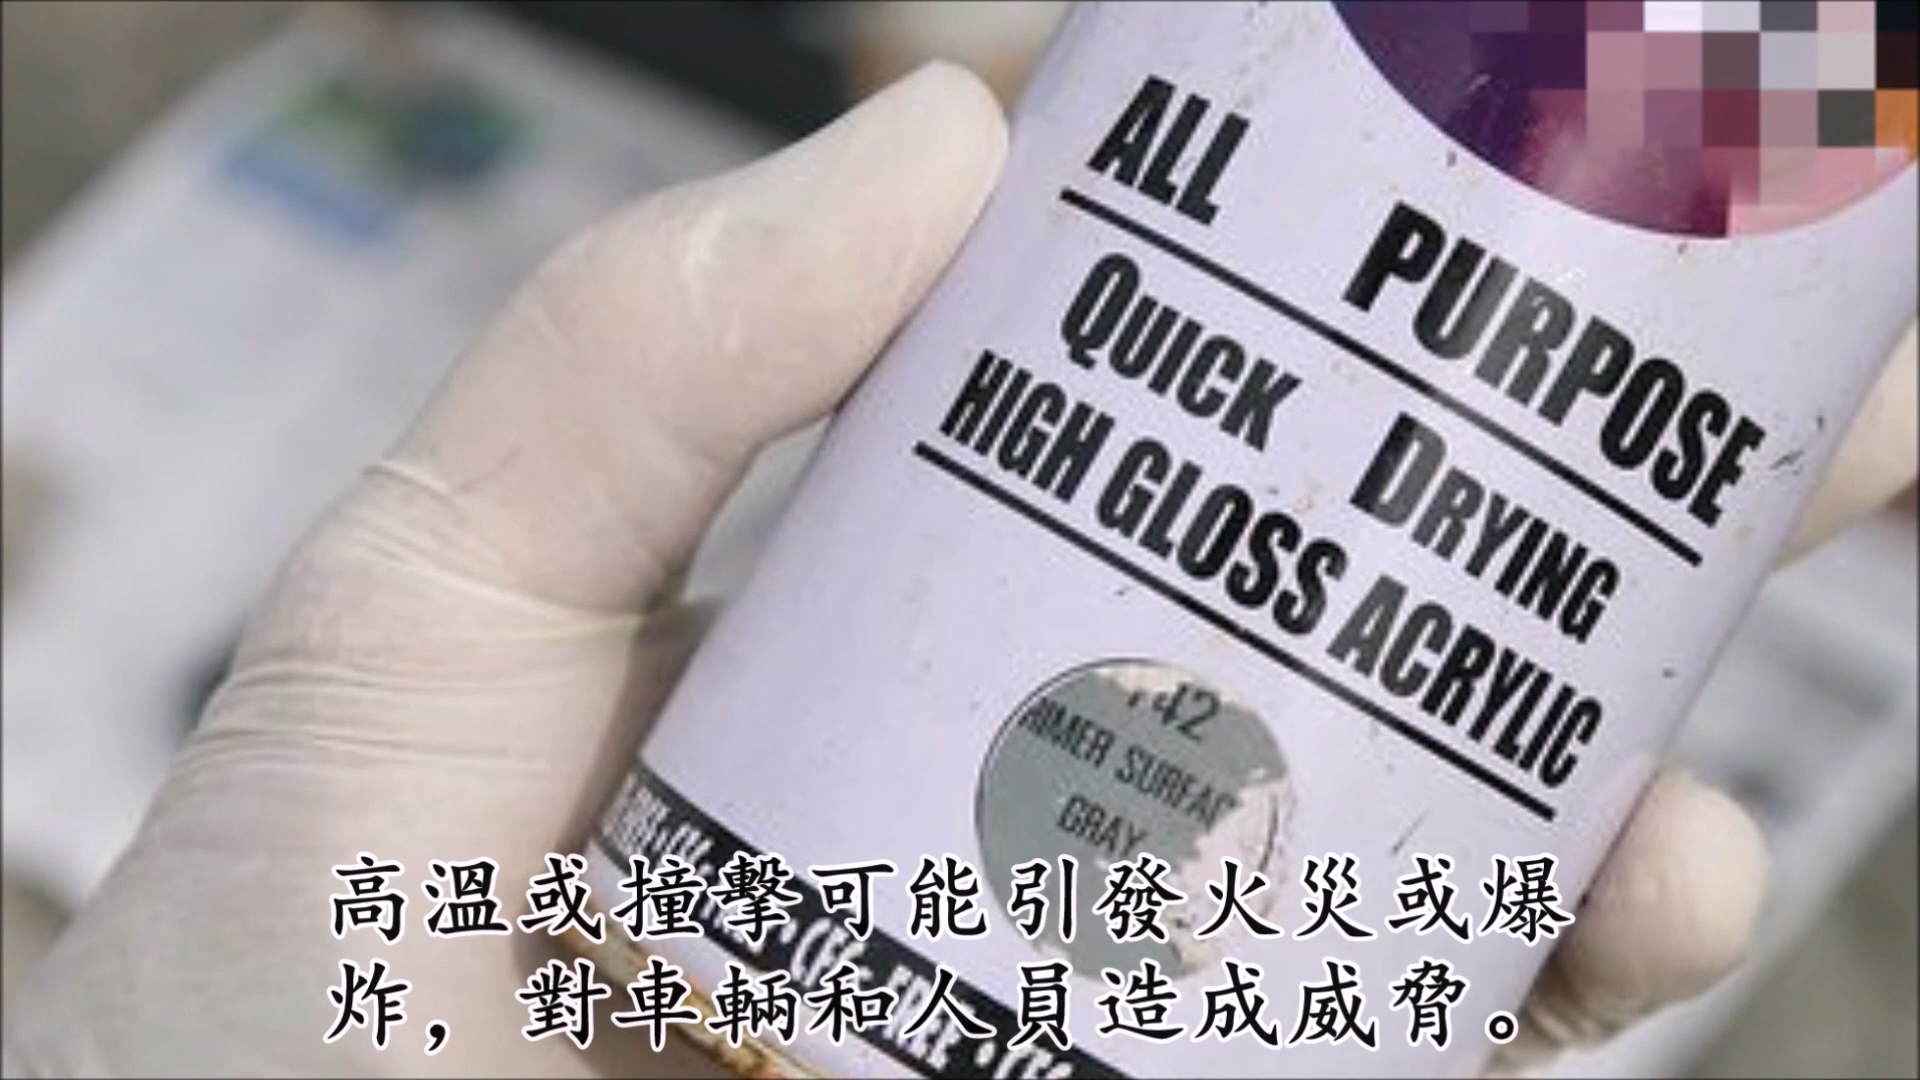 ALL PURPOSE
QUICK DRYING
HIGH GLOSS ACRYLIC
GRAY
高溫或撞擊可能引發火災或爆
炸，對車輛和人員造成威脅。